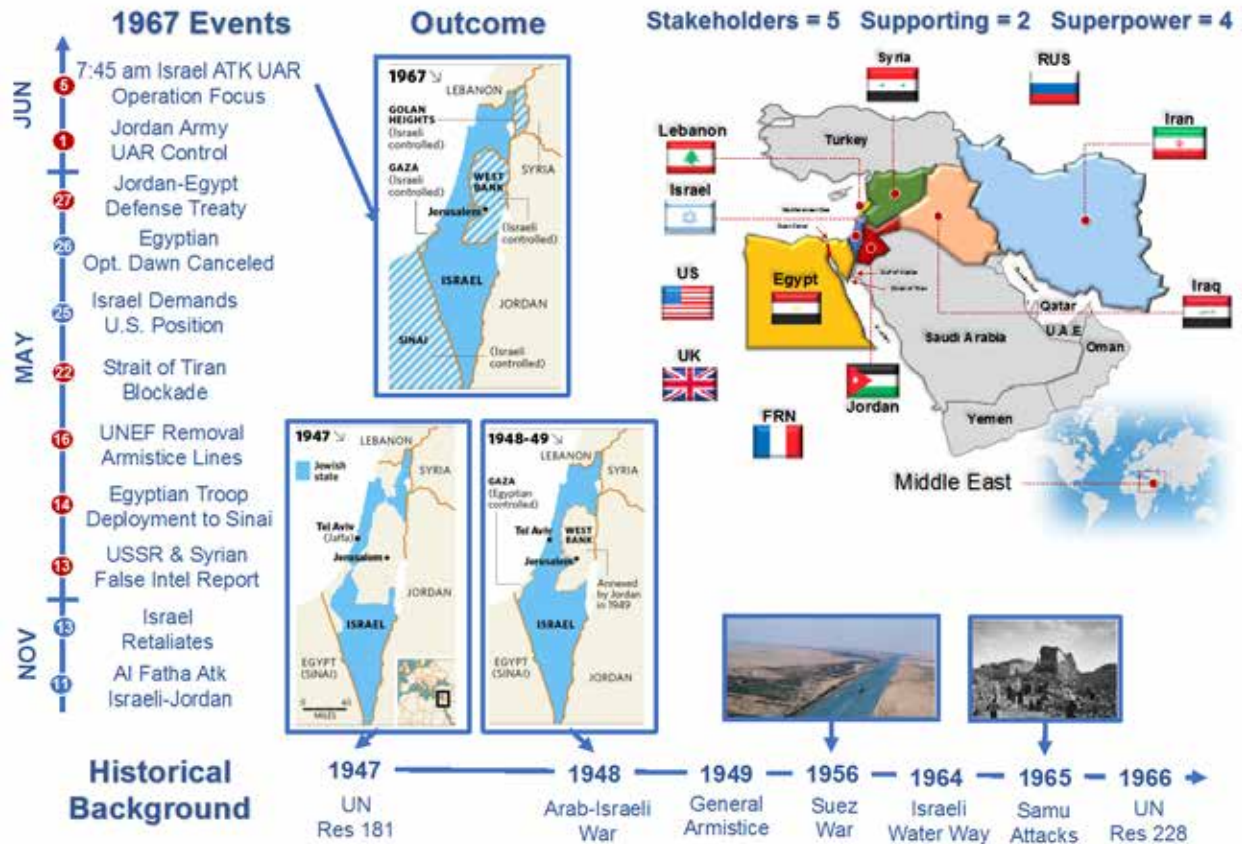 1967 Events
JUN
5
7:45 am Israel ATK UAR
Operation Focus
1
Jordan Army
UAR Control
MAY
27
Jordan-Egypt
Defense Treaty
26
Egyptian
Opt. Dawn Canceled
25
Israel Demands
U.S. Position
22
Strait of Tiran
Blockade
16
UNEF Removal
Armistice Lines
14
Egyptian Troop
Deployment to Sinai
13
USSR & Syrian
False Intel Report
NOV
13
Israel
Retaliates
11
Al Fatha Atk
Israeli-Jordan
Outcome
1967
LEBANON
GOLAN
HEIGHTS
(Israeli
controlled)
SYRIA
GAZA
(Israeli
controlled)
WEST
BANK
Jerusalem
(Israeli
controlled)
ISRAEL
JORDAN
SINAI
(Israeli
controlled)
1947
Jewish
state
LEBANON
SYRIA
Tel Aviv
(Jaffa)
Jerusalem
JORDAN
ISRAEL
EGYPT
(SINAI)
0 40
MILES
1948-49
LEBANON
GAZA
(Egyptian
controlled)
SYRIA
Tel Aviv
WEST
BANK
Jerusalem
Annexed
by Jordan
in 1949
ISRAEL
EGYPT
(SINAI)
JORDAN
Stakeholders = 5 Supporting = 2 Superpower = 4
Syria
RUS
Lebanon
Turkey
Iran
Israel
US
Egypt
Qatar
Iraq
Saudi Arabia
U.A.E
Oman
UK
Jordan
Yemen
FRN
Middle East
Historical
Background
1947
UN
Res 181
1948
Arab-Israeli
War
1949
General
Armistice
1956
Suez
War
1964
Israeli
Water Way
1965
Samu
Attacks
1966
UN
Res 228